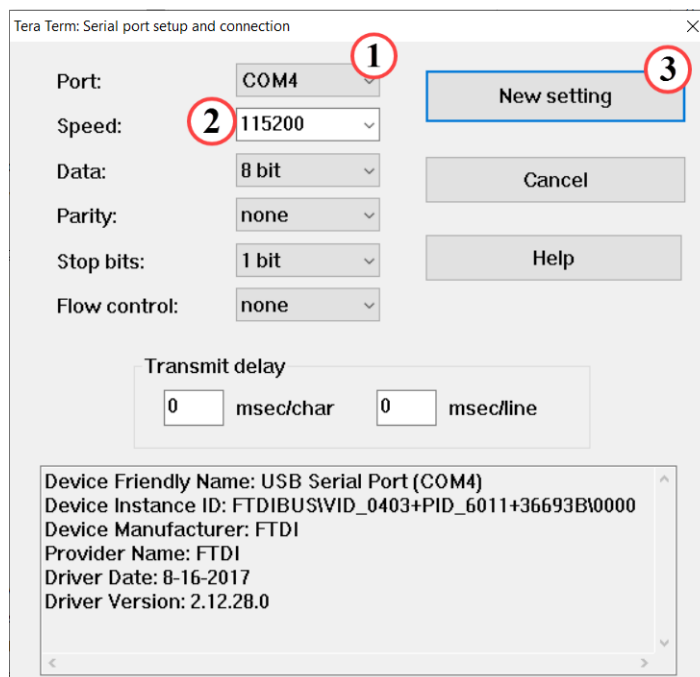 Tera Term: Serial port setup and connection
1
3
Port: COM4
New setting
2
Speed: 115200
Data: 8 bit
Cancel
Parity: none
Stop bits: 1 bit
Help
Flow control: none
Transmit delay
0 msec/char 0 msec/line
Device Friendly Name: USB Serial Port (COM4)
Device Instance ID: FTDIBUS\VID_0403+PID_6011+36693B\0000
Device Manufacturer: FTDI
Provider Name: FTDI
Driver Date: 8-16-2017
Driver Version: 2.12.28.0